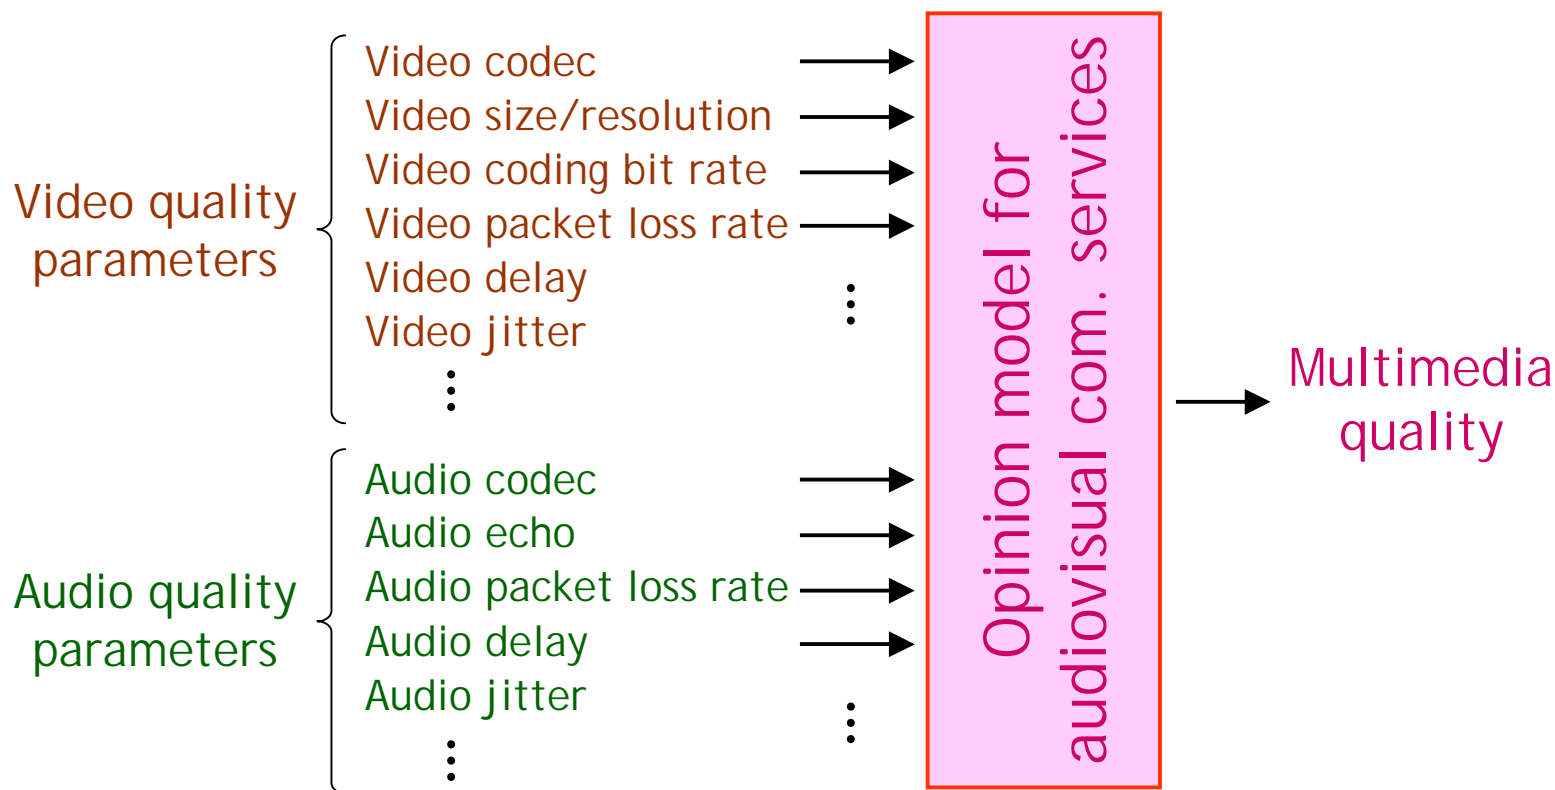 Video quality
parameters
Video codec
Video size/resolution
Video coding bit rate
Video packet loss rate
Video delay
Video jitter
Audio quality
parameters
Audio codec
Audio echo
Audio packet loss rate
Audio delay
Audio jitter
Opinion model for
audiovisual com. services
Multimedia
quality